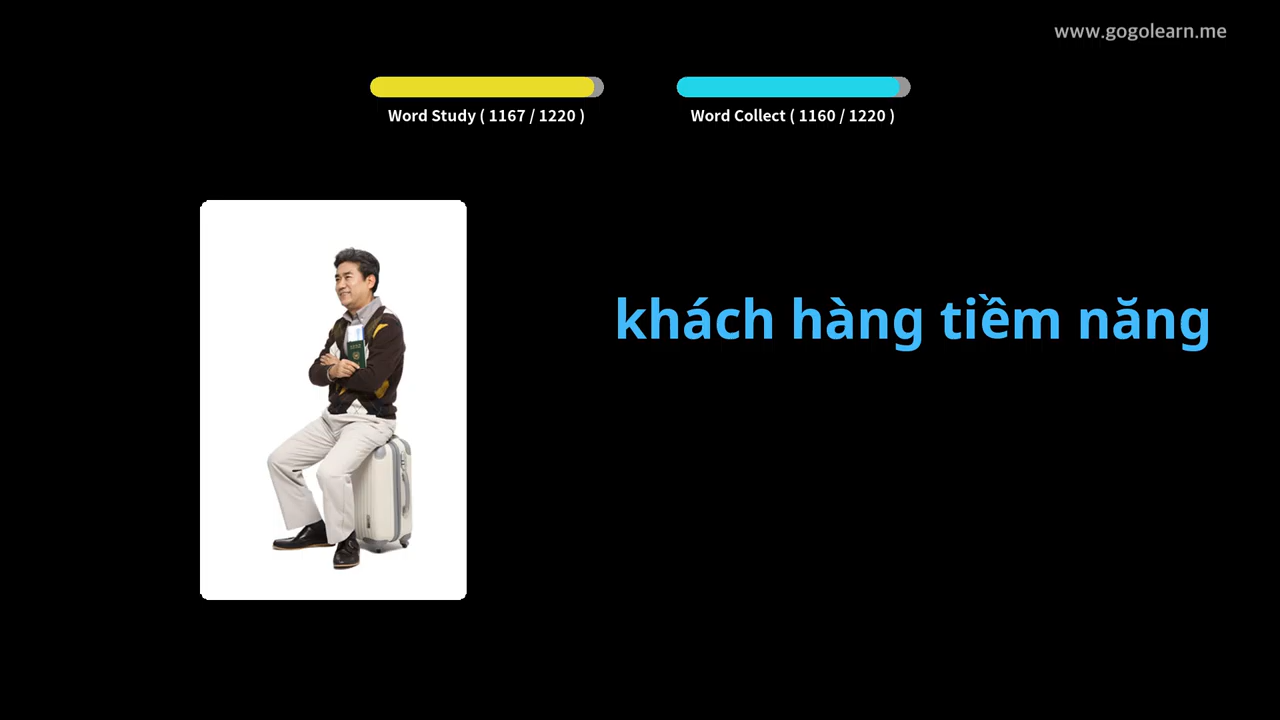 www.gogolearn.me
Word Study ( 1167 / 1220 )
Word Collect ( 1160 / 1220 )
khách hàng tiềm năng